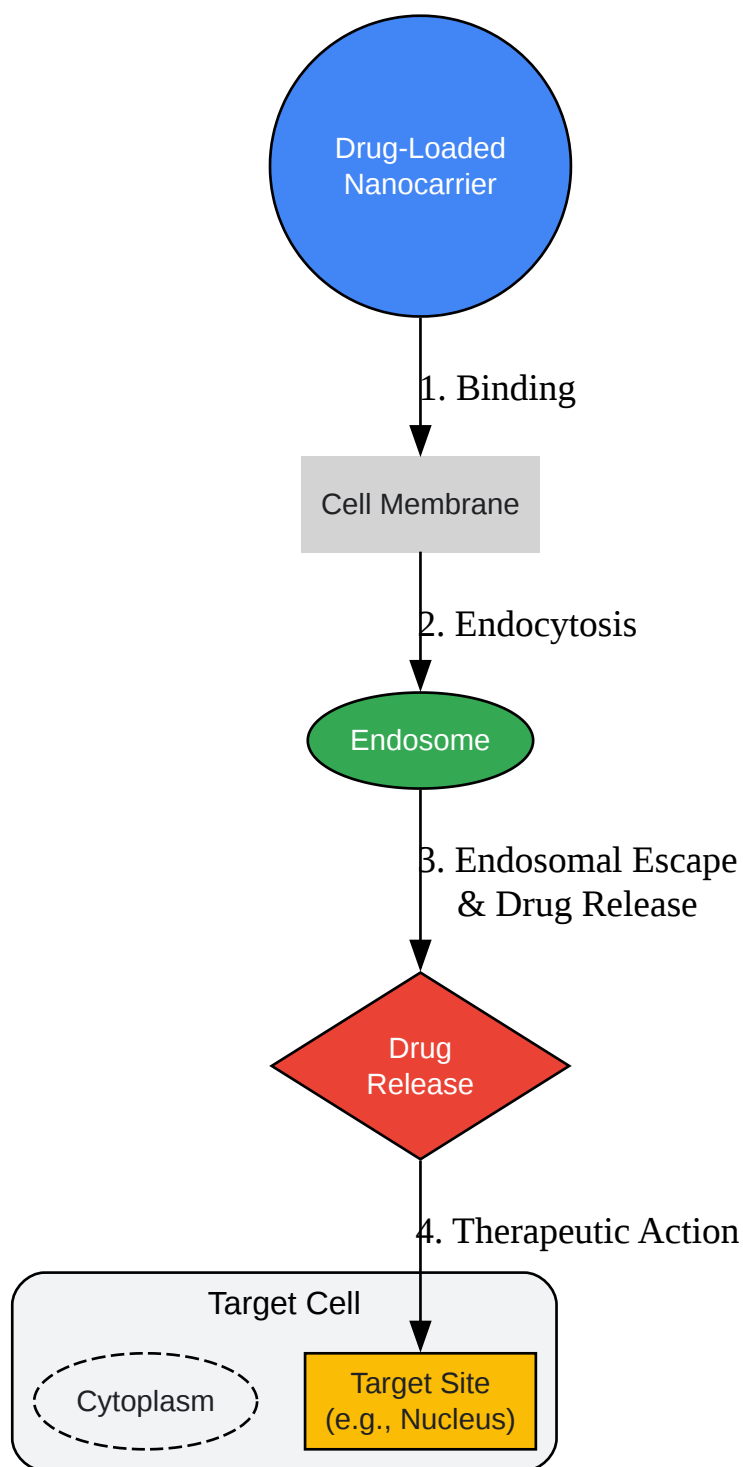 Drug-Loaded
Nanocarrier
1. Binding
Cell Membrane
2. Endocytosis
Endosome
3. Endosomal Escape
& Drug Release
Drug
Release
4. Therapeutic Action
Target Cell
Cytoplasm
Target Site
(e.g., Nucleus)